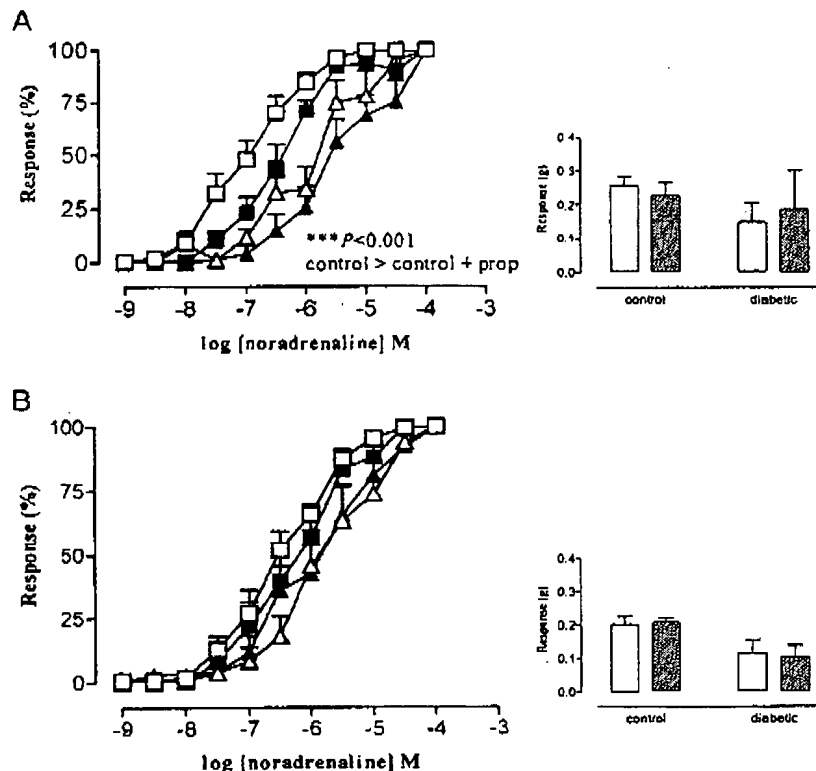 A
100
75
50
25
0
Response (%)
***P<0.001
control > control + prop
-9 -8 -7 -6 -5 -4 -3
log [noradrenaline] M
0.4
0.3
0.2
0.1
0.0
Response [g]
control diabetic
B
100
75
50
25
0
Response (%)
-9 -8 -7 -6 -5 -4 -3
log [noradrenaline] M
0.4
0.3
0.2
0.1
0.0
Response [g]
control diabetic